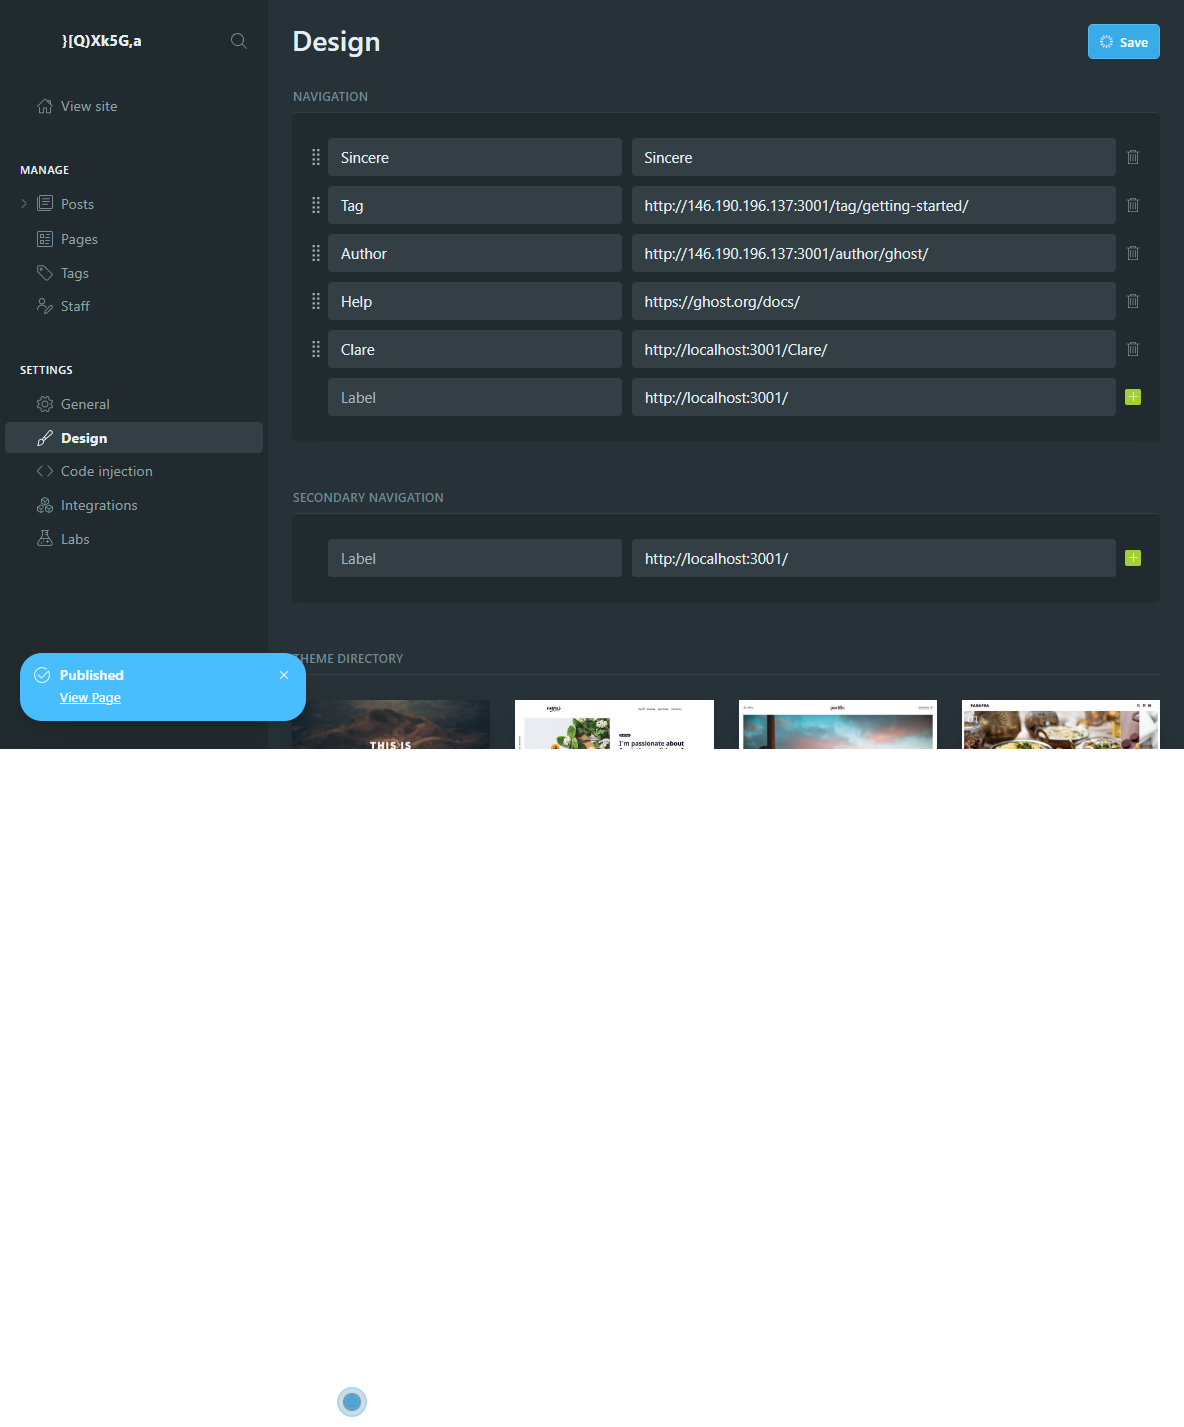 }[Q)Xk5G,a
View site
MANAGE
Posts
Pages
Tags
Staff
SETTINGS
General
Design
Code injection
Integrations
Labs
Published
View Page
Design
Save
NAVIGATION
Sincere Sincere
Tag http://146.190.196.137:3001/tag/getting-started/
Author http://146.190.196.137:3001/author/ghost/
Help https://ghost.org/docs/
Clare http://localhost:3001/Clare/
Label http://localhost:3001/
SECONDARY NAVIGATION
Label http://localhost:3001/
THEME DIRECTORY
THIS IS
I'm passionate about